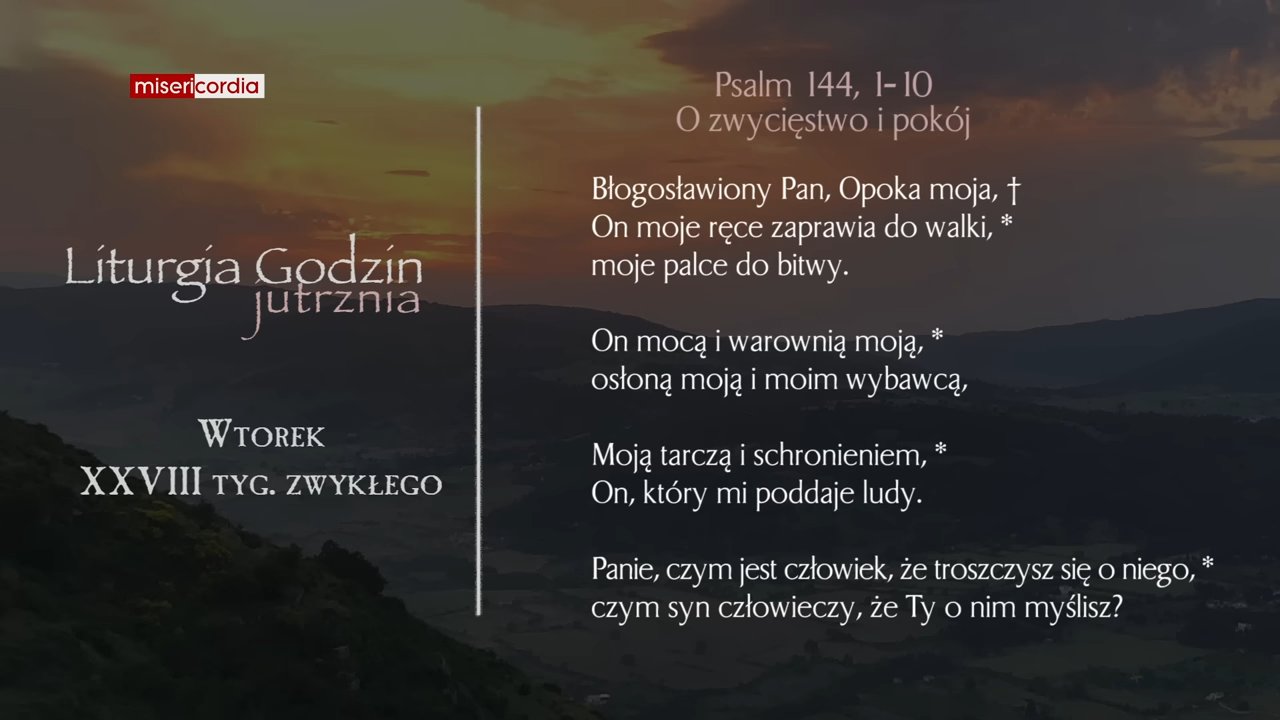 misericordia
Liturgia Godzin
jutrznia
Wtorek
XXVIII tyg. zwykłego
Psalm 144, 1-10
O zwycięstwo i pokój
Błogosławiony Pan, Opoka moja, †
On moje ręce zaprawia do walki, *
moje palce do bitwy.
On mocą i warownią moją, *
osłoną moją i moim wybawcą,
Moją tarczą i schronieniem, *
On, który mi poddaje ludy.
Panie, czym jest człowiek, że troszczysz się o niego, *
czym syn człowieczy, że Ty o nim myślisz?